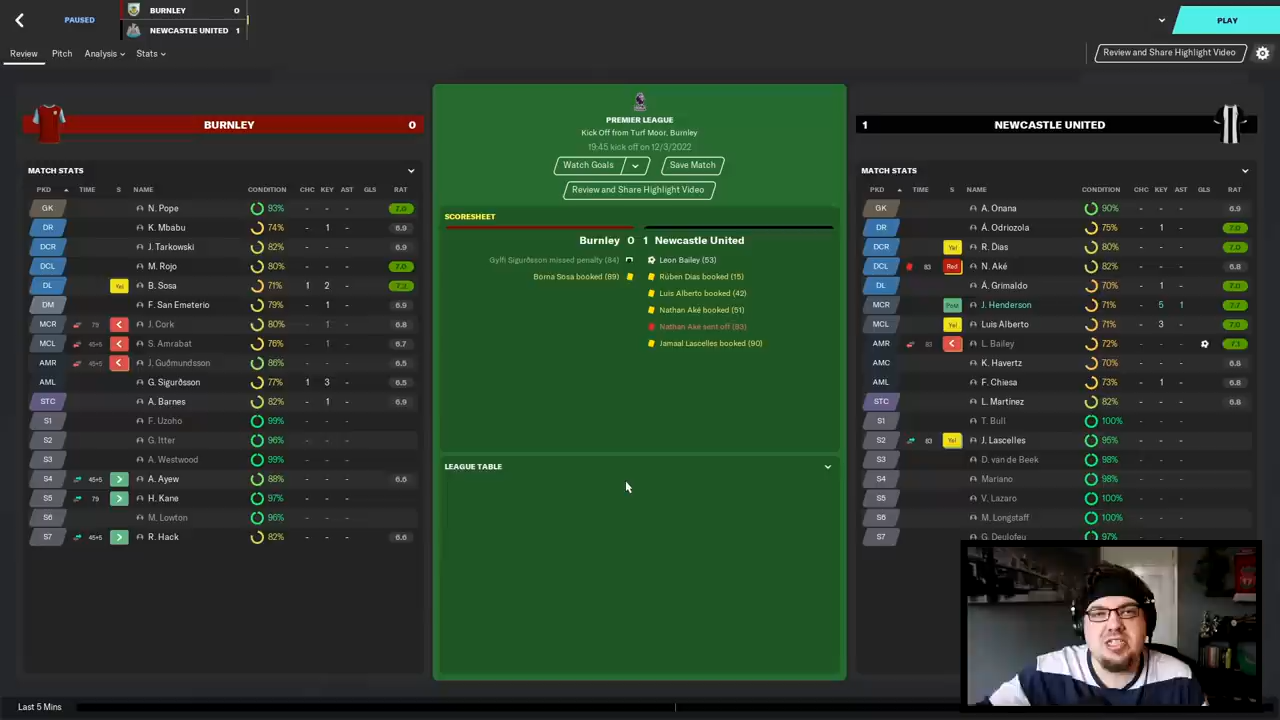 PAUSED
BURNLEY 0
NEWCASTLE UNITED 1
PLAY
Review Pitch Analysis Stats
Review and Share Highlight Video
BURNLEY 0
MATCH STATS
PKD TIME S NAME CONDITION CHC KEY AST GLS RAT
GK N. Pope 93% - - - - 7.0
DR K. Mbabu 74% - 1 - - 6.9
DCR J. Tarkowski 82% - - - - 6.9
DCL M. Rojo 80% - - - - 7.0
DL Yel B. Sosa 71% 1 2 - - 7.3
DM F. San Emeterio 79% - 1 - - 6.9
MCR 79 J. Cork 80% - 1 - - 6.8
MCL 45+5 S. Amrabat 76% - 1 - - 6.7
AMR 45+5 J. Guðmundsson 86% - - - - 6.5
AML G. Sigurðsson 77% 1 3 - - 6.5
STC A. Barnes 82% - 1 - - 6.9
S1 F. Uzoho 99% - - - -
S2 G. Itter 96% - - - -
S3 A. Westwood 99% - - - -
S4 45+5 A. Ayew 88% - - - - 6.6
S5 79 H. Kane 97% - - - -
S6 M. Lowton 96% - - - -
S7 45+5 R. Hack 82% - - - - 6.6
PREMIER LEAGUE
Kick Off from Turf Moor, Burnley
19:45 kick off on 12/3/2022
Watch Goals
Save Match
Review and Share Highlight Video
SCORESHEET
Burnley 0 1 Newcastle United
Gylfi Sigurðsson missed penalty (84)
Borna Sosa booked (89)
Leon Bailey (53)
Rúben Dias booked (15)
Luis Alberto booked (42)
Nathan Aké booked (51)
Nathan Aké sent off (83)
Jamaal Lascelles booked (90)
LEAGUE TABLE
1 NEWCASTLE UNITED
MATCH STATS
PKD TIME S NAME CONDITION CHC KEY AST GLS RAT
GK A. Onana 90% - - - - 6.9
DR Á. Odriozola 75% - 1 - - 7.0
DCR Yel R. Dias 80% - - - - 7.0
DCL 83 Red N. Aké 82% - - - - 6.8
DL Á. Grimaldo 70% - 1 - - 7.0
MCR PoM J. Henderson 71% - 5 1 - 7.7
MCL Yel Luis Alberto 71% - 3 - - 7.0
AMR 83 L. Bailey 72% - - - 7.1
AMC K. Havertz 70% - - - - 6.8
AML F. Chiesa 73% - 1 - - 6.8
STC L. Martínez 82% - - - - 6.8
S1 T. Bull 100% - - - -
S2 83 Yel J. Lascelles 95% - - - -
S3 D. van de Beek 98% - - - -
S4 Mariano 98% - - - -
S5 V. Lazaro 100% - - - -
S6 M. Longstaff 100% - - - -
S7 G. Deulofeu 97% - - - -
Last 5 Mins